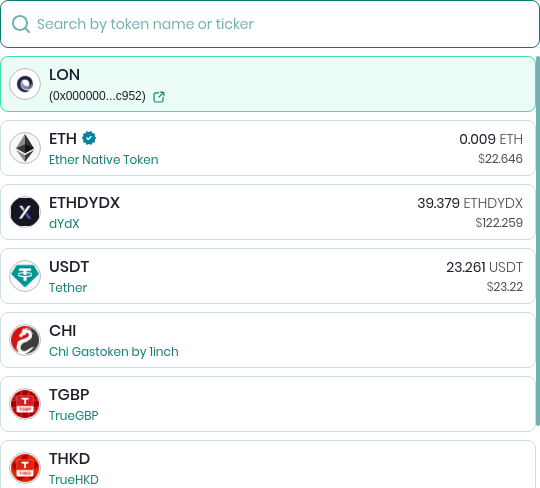 Search by token name or ticker
LON
(0x000000...c952)
ETH
0.009 ETH
Ether Native Token
$22.646
ETHDYDX
39.379 ETHDYDX
dYdX
$122.259
USDT
23.261 USDT
Tether
$23.22
CHI
Chi Gastoken by 1inch
TGBP
TGBP
TrueGBP
THKD
THKD
TrueHKD